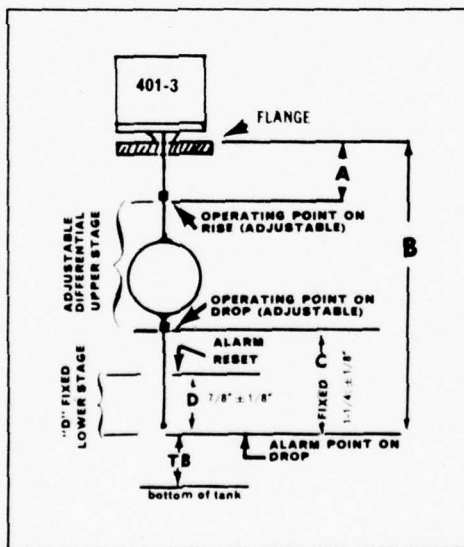 401-3
FLANGE
A
B
OPERATING POINT ON
RISE (ADJUSTABLE)
ADJUSTABLE
DIFFERENTIAL
UPPER STAGE
OPERATING POINT ON
DROP (ADJUSTABLE)
ALARM
RESET
"D" FIXED
LOWER STAGE
D
7/8" ± 1/8"
C
FIXED
1-1/4 ± 1/8"
TB
ALARM POINT ON
DROP
bottom of tank